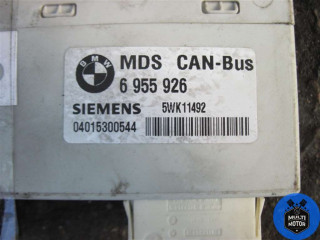 BMW
MDS CAN-Bus
6 955 926
SIEMENS 5WK11492
04015300544
MULTI
MOTOR